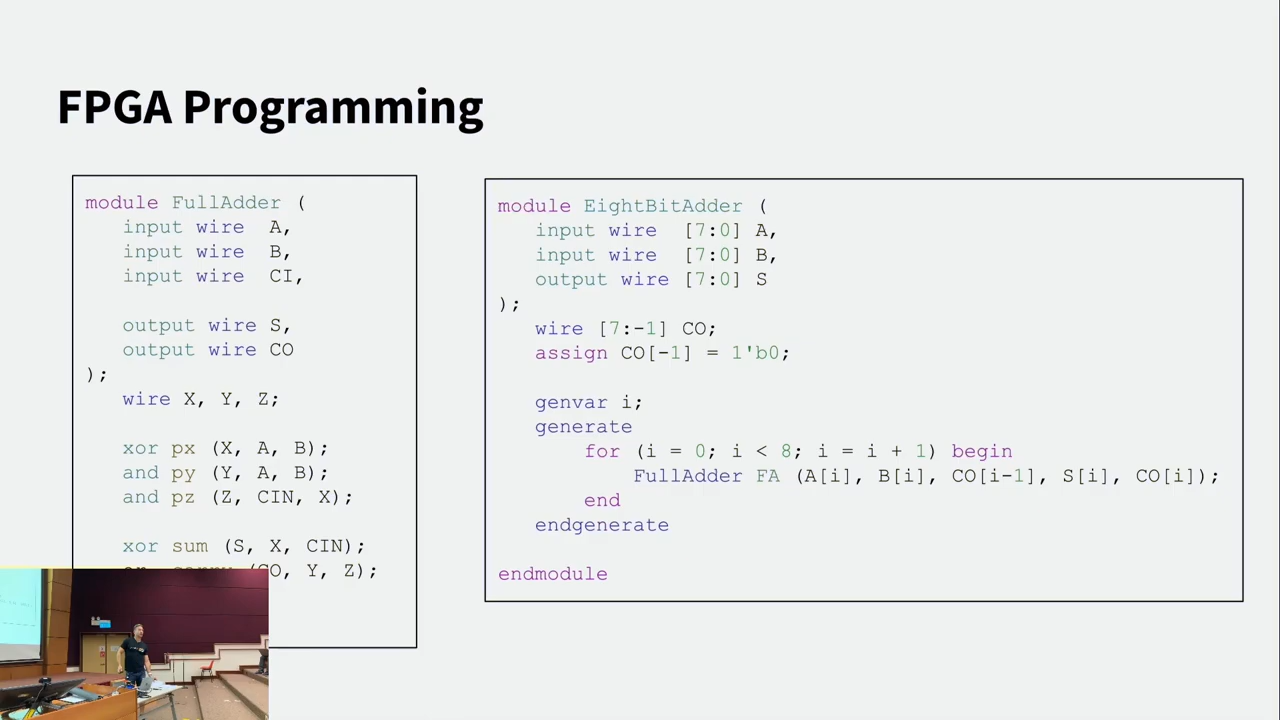 FPGA Programming
module FullAdder (
input wire A,
input wire B,
input wire CI,
output wire S,
output wire CO
);
wire X, Y, Z;
xor px (X, A, B);
and py (Y, A, B);
and pz (Z, CIN, X);
xor sum (S, X, CIN);
(CO, Y, Z);
module EightBitAdder (
input wire [7:0] A,
input wire [7:0] B,
output wire [7:0] S
);
wire [7:-1] CO;
assign CO[-1] = 1'b0;
genvar i;
generate
for (i = 0; i < 8; i = i + 1) begin
FullAdder FA (A[i], B[i], CO[i-1], S[i], CO[i]);
end
endgenerate
endmodule